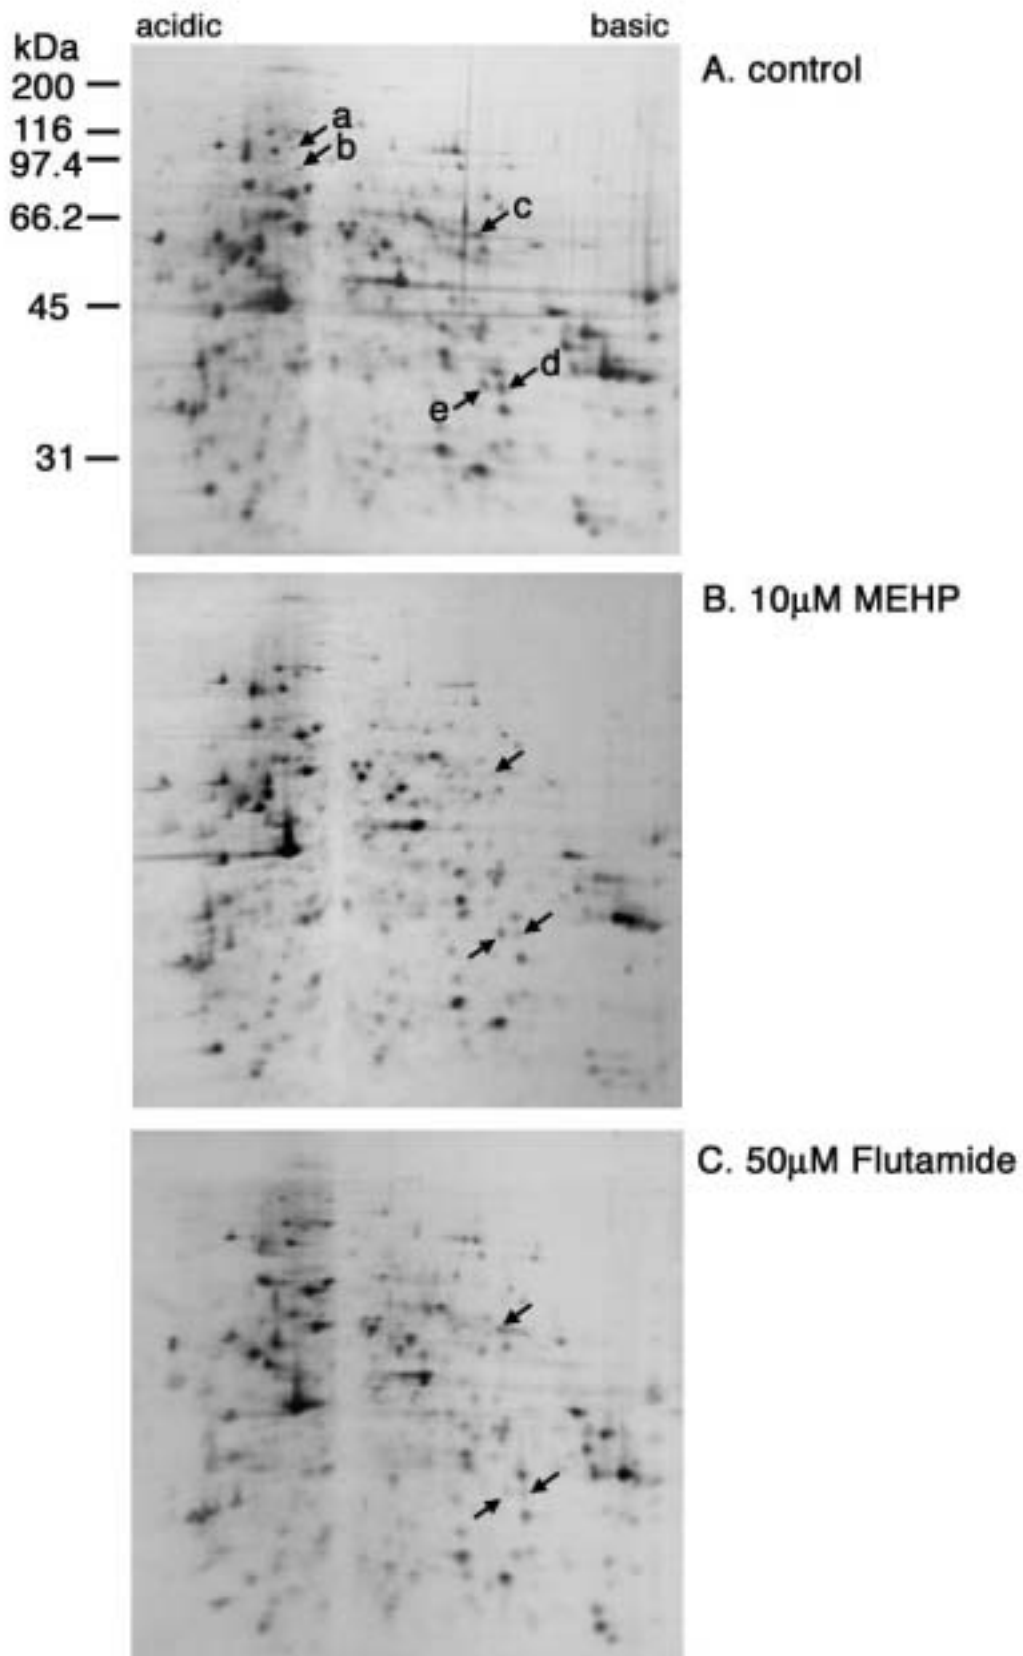 acidic basic
kDa
A. control
200
116
a
97.4
b
66.2
c
45
d
e
31
B. 10μM MEHP
C. 50μM Flutamide